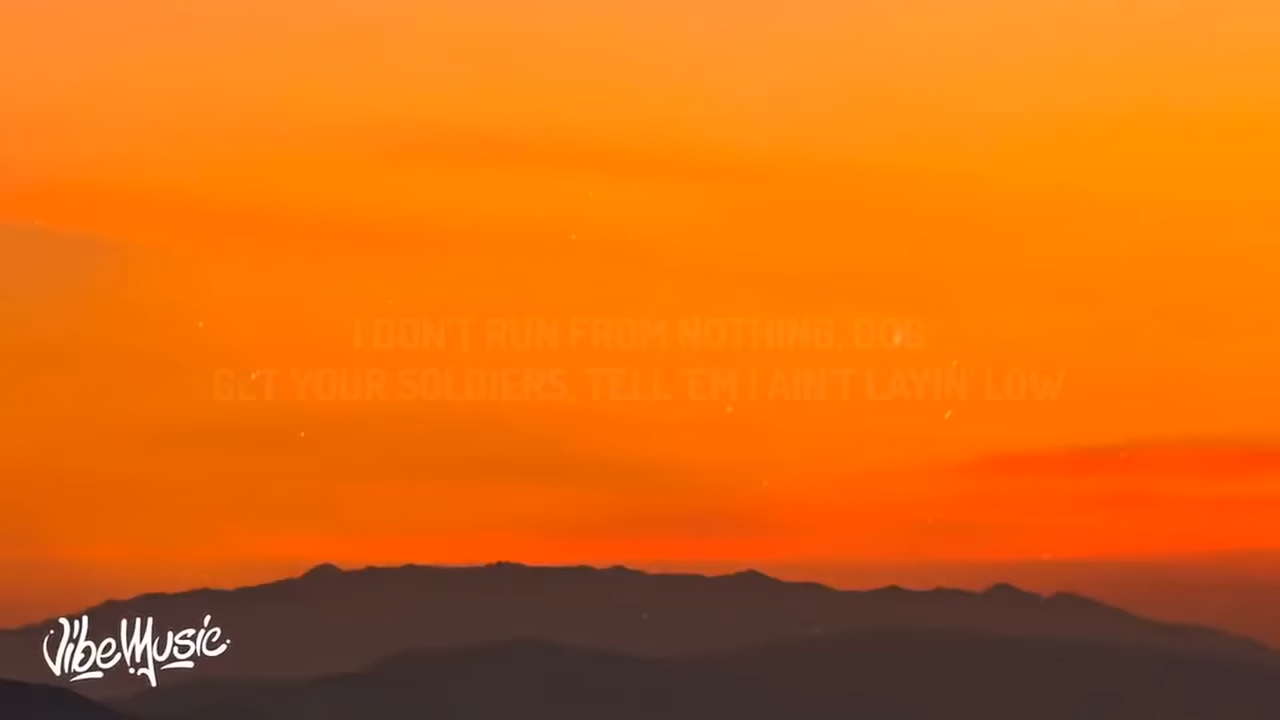 I DON'T RUN FROM NOTHING, DOG
GET YOUR SOLDIERS, TELL 'EM I AIN'T LAYIN' LOW
VibeMusic